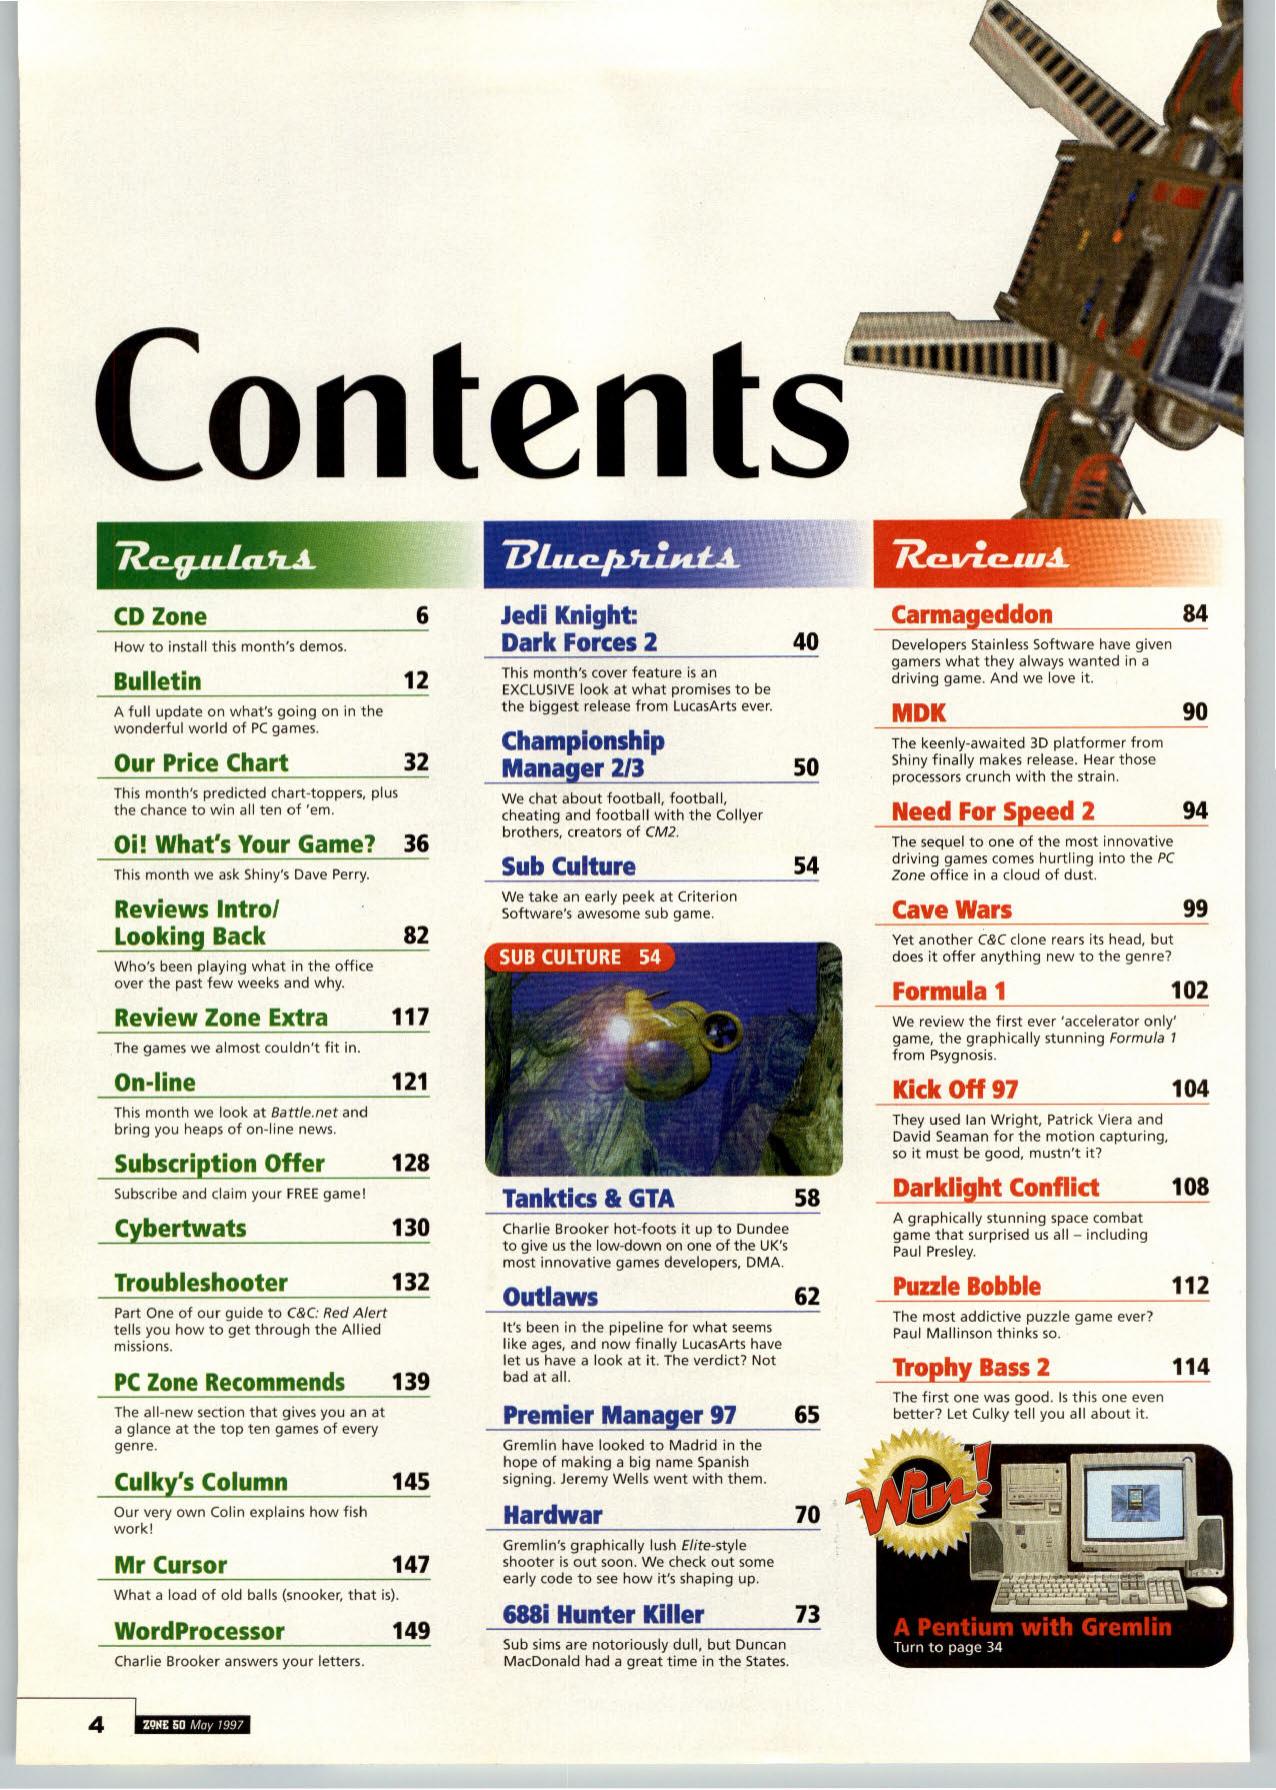 Contents
Regulars
CD Zone 6
How to install this month's demos.
Bulletin 12
A full update on what's going on in the
wonderful world of PC games.
Our Price Chart 32
This month's predicted chart-toppers, plus
the chance to win all ten of 'em.
Oi! What's Your Game? 36
This month we ask Shiny's Dave Perry.
Reviews Intro/
Looking Back 82
Who's been playing what in the office
over the past few weeks and why.
Review Zone Extra 117
The games we almost couldn't fit in.
On-line 121
This month we look at Battle.net and
bring you heaps of on-line news.
Subscription Offer 128
Subscribe and claim your FREE game!
Cybertwats 130
Troubleshooter 132
Part One of our guide to C&C: Red Alert
tells you how to get through the Allied
missions.
PC Zone Recommends 139
The all-new section that gives you an at
a glance at the top ten games of every
genre.
Culky's Column 145
Our very own Colin explains how fish
work!
Mr Cursor 147
What a load of old balls (snooker, that is).
WordProcessor 149
Charlie Brooker answers your letters.
Blueprints
Jedi Knight:
Dark Forces 2 40
This month's cover feature is an
EXCLUSIVE look at what promises to be
the biggest release from LucasArts ever.
Championship
Manager 2/3 50
We chat about football, football,
cheating and football with the Collyer
brothers, creators of CM2.
Sub Culture 54
We take an early peek at Criterion
Software's awesome sub game.
SUB CULTURE 54
Tanktics & GTA 58
Charlie Brooker hot-foots it up to Dundee
to give us the low-down on one of the UK's
most innovative games developers, DMA.
Outlaws 62
It's been in the pipeline for what seems
like ages, and now finally LucasArts have
let us have a look at it. The verdict? Not
bad at all.
Premier Manager 97 65
Gremlin have looked to Madrid in the
hope of making a big name Spanish
signing. Jeremy Wells went with them.
Hardwar 70
Gremlin's graphically lush Elite-style
shooter is out soon. We check out some
early code to see how it's shaping up.
688i Hunter Killer 73
Sub sims are notoriously dull, but Duncan
MacDonald had a great time in the States.
Reviews
Carmageddon 84
Developers Stainless Software have given
gamers what they always wanted in a
driving game. And we love it.
MDK 90
The keenly-awaited 3D platformer from
Shiny finally makes release. Hear those
processors crunch with the strain.
Need For Speed 2 94
The sequel to one of the most innovative
driving games comes hurtling into the PC
Zone office in a cloud of dust.
Cave Wars 99
Yet another C&C clone rears its head, but
does it offer anything new to the genre?
Formula 1 102
We review the first ever 'accelerator only'
game, the graphically stunning Formula 1
from Psygnosis.
Kick Off 97 104
They used Ian Wright, Patrick Viera and
David Seaman for the motion capturing,
so it must be good, mustn't it?
Darklight Conflict 108
A graphically stunning space combat
game that surprised us all – including
Paul Presley.
Puzzle Bobble 112
The most addictive puzzle game ever?
Paul Mallinson thinks so.
Trophy Bass 2 114
The first one was good. Is this one even
better? Let Culky tell you all about it.
Win!
A Pentium with Gremlin
Turn to page 34
4 ZONE 50 May 1997